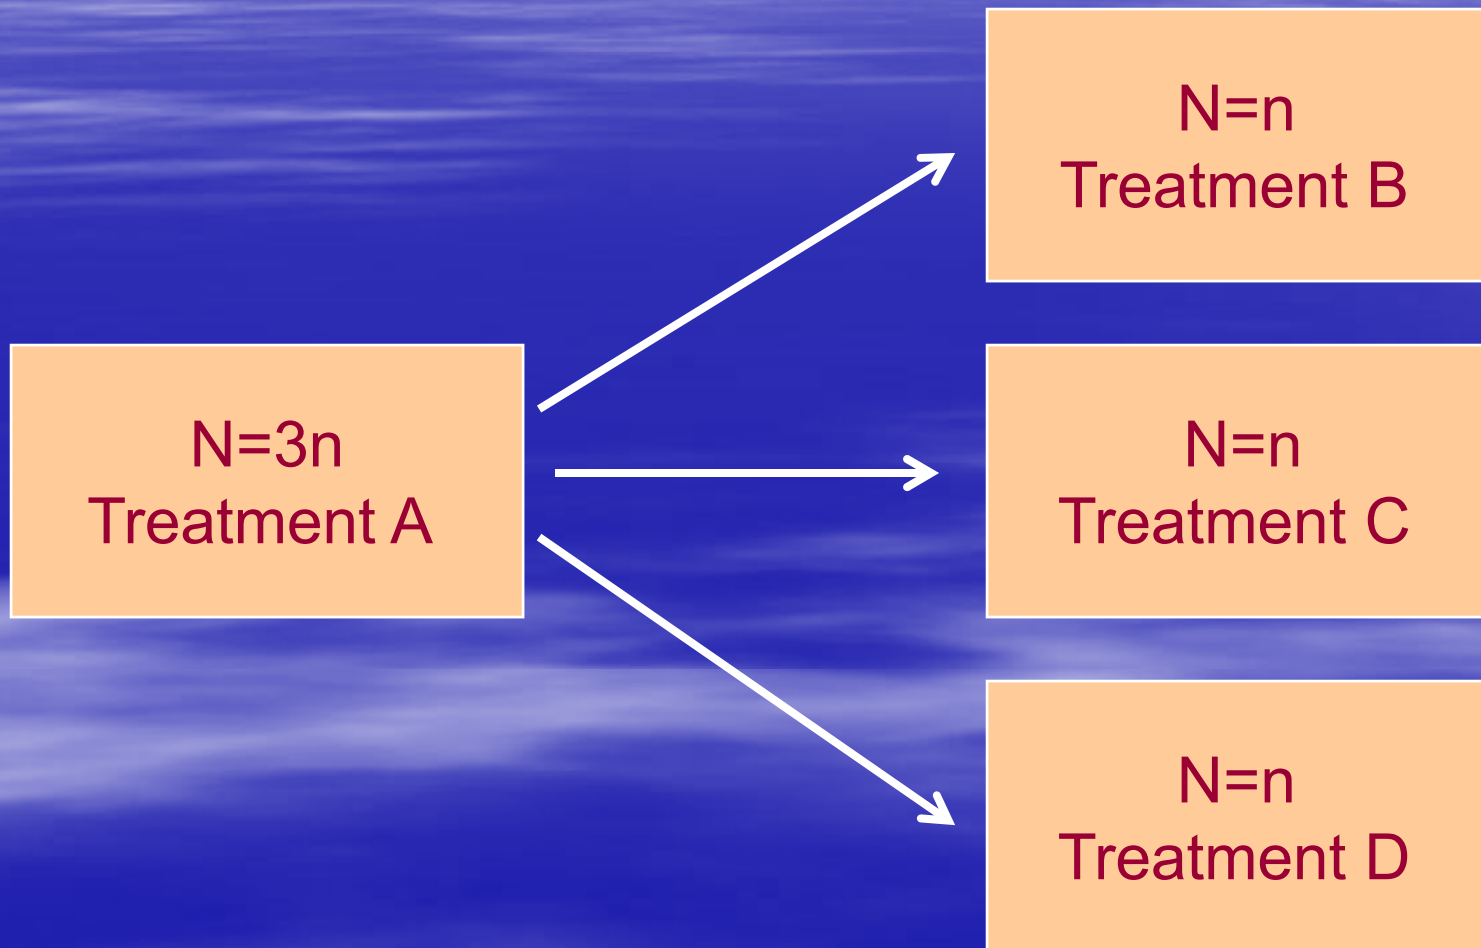 N=n
Treatment B
N=3n
Treatment A
N=n
Treatment C
N=n
Treatment D